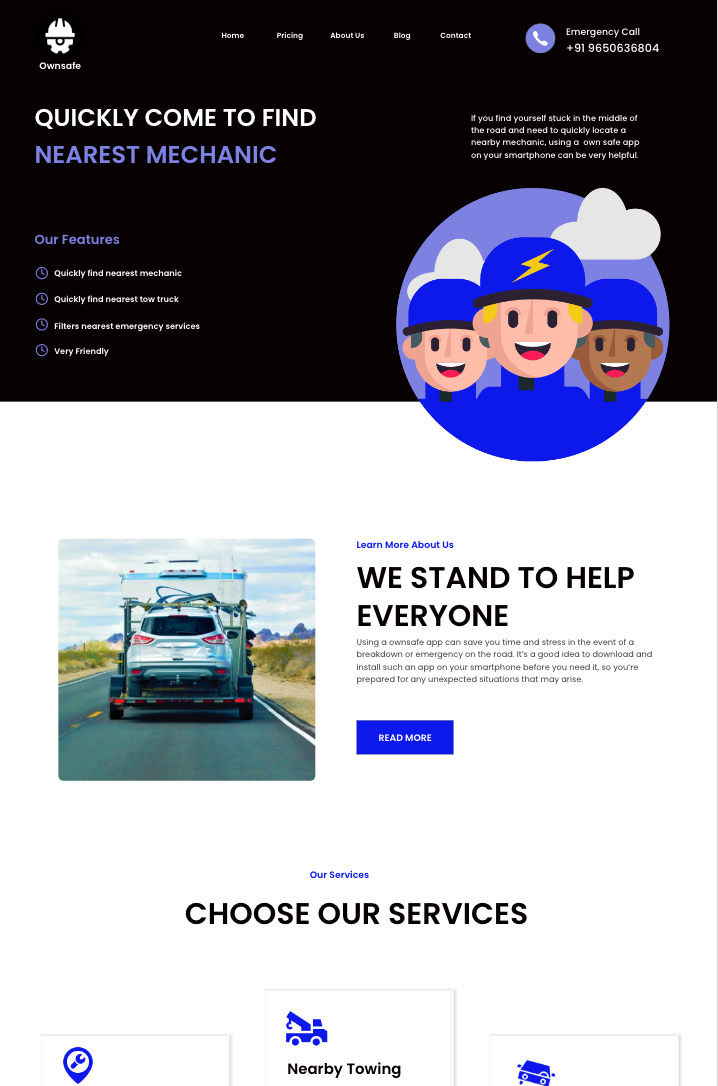 Ownsafe
Home
Pricing
About Us
Blog
Contact
Emergency Call
+91 9650636804
QUICKLY COME TO FIND
NEAREST MECHANIC
If you find yourself stuck in the middle of
the road and need to quickly locate a
nearby mechanic, using a own safe app
on your smartphone can be very helpful.
Our Features
Quickly find nearest mechanic
Quickly find nearest tow truck
Filters nearest emergency services
Very Friendly
Learn More About Us
WE STAND TO HELP
EVERYONE
Using a ownsafe app can save you time and stress in the event of a
breakdown or emergency on the road. It's a good idea to download and
install such an app on your smartphone before you need it, so you're
prepared for any unexpected situations that may arise.
READ MORE
Our Services
CHOOSE OUR SERVICES
Nearby Towing